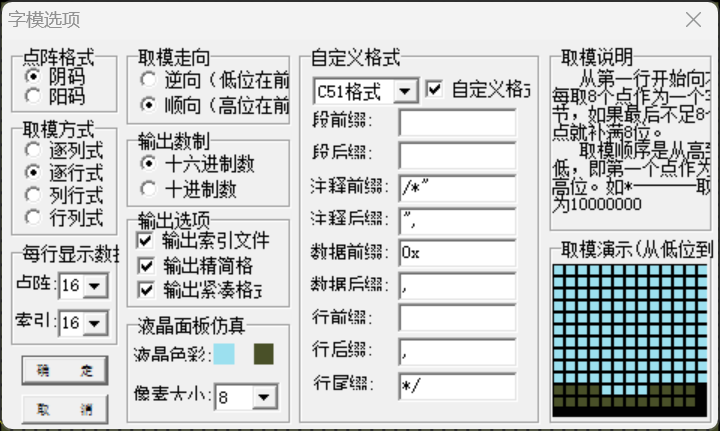 字模选项
点阵格式
阴码
阳码
取模方式
逐列式
逐行式
列行式
行列式
每行显示数据
点阵: 16
索引: 16
确 定
取 消
取模走向
逆向（低位在前
顺向（高位在前
输出数制
十六进制数
十进制数
输出选项
输出索引文件
输出精简格
输出紧凑格式
液晶面板仿真
液晶色彩:
像素大小: 8
自定义格式
C51格式 自定义格式
段前缀:
段后缀:
注释前缀: /*"
注释后缀: ",
数据前缀: 0x
数据后缀: ,
行前缀:
行后缀: ,
行尾缀: */
取模说明
从第一行开始向
每取8个点作为一个
节，如果最后不足8
点就补满8位。
取模顺序是从高到
低，即第一个点作为
高位。如*———————取
为10000000
取模演示(从低位到